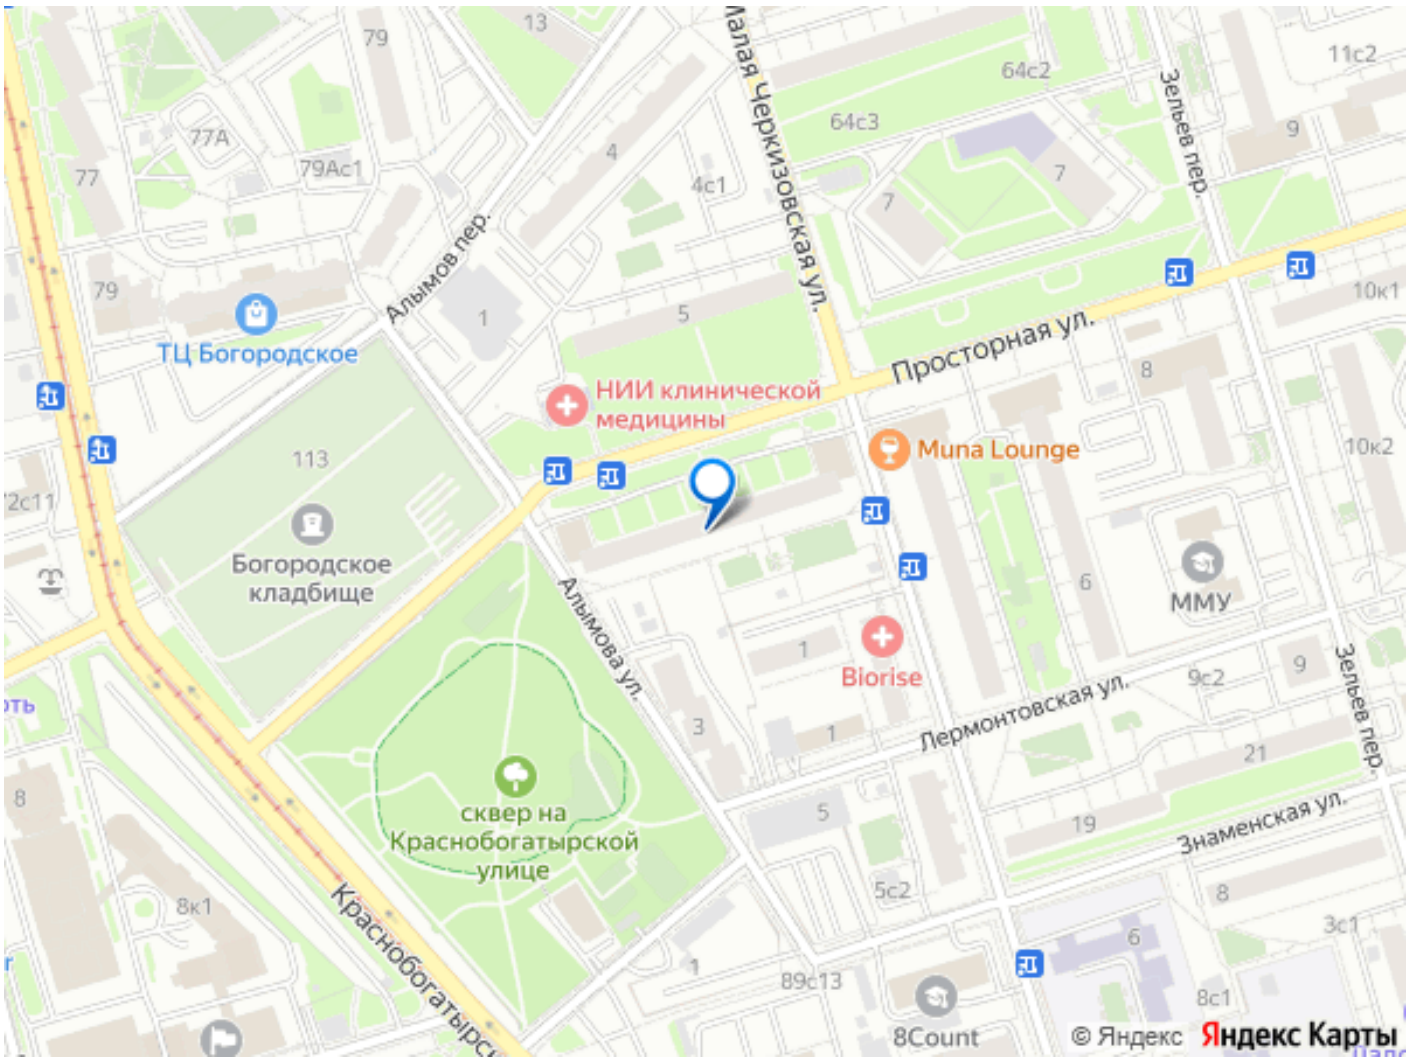 13
79
Малая Черкизовская ул.
64с2
11с2
Зельев пер.
77А
64с3
9
4
79Ас1
77
4с1
7
7
Алымов пер.
79
10к1
1
5
ТЦ Богородское
Просторная ул.
8
НИИ клинической
медицины
Muna Lounge
10к2
113
2с11
Богородское
кладбище
Алымова ул.
6
ММУ
1
Biorise
Зельев пер.
9с2
9
Лермонтовская ул.
3
1
21
8
сквер на
Краснобогатырской
улице
5
19
Знаменская ул.
5с2
8
8к1
Краснобогатырс
3с1
6
1
89с13
8с1
8Count
© Яндекс Яндекс Карты